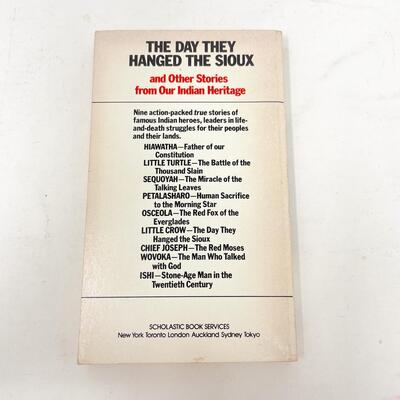 THE DAY THEY
HANGED THE SIOUX
and Other Stories
from Our Indian Heritage
Nine action-packed true stories of
famous Indian heroes, leaders in life-
and-death struggles for their peoples
and their lands.
HIAWATHA—Father of our
Constitution
LITTLE TURTLE—The Battle of the
Thousand Slain
SEQUOYAH—The Miracle of the
Talking Leaves
PETALASHARO—Human Sacrifice
to the Morning Star
OSCEOLA—The Red Fox of the
Everglades
LITTLE CROW—The Day They
Hanged the Sioux
CHIEF JOSEPH—The Red Moses
WOVOKA—The Man Who Talked
with God
ISHI—Stone-Age Man in the
Twentieth Century
SCHOLASTIC BOOK SERVICES
New York Toronto London Auckland Sydney Tokyo